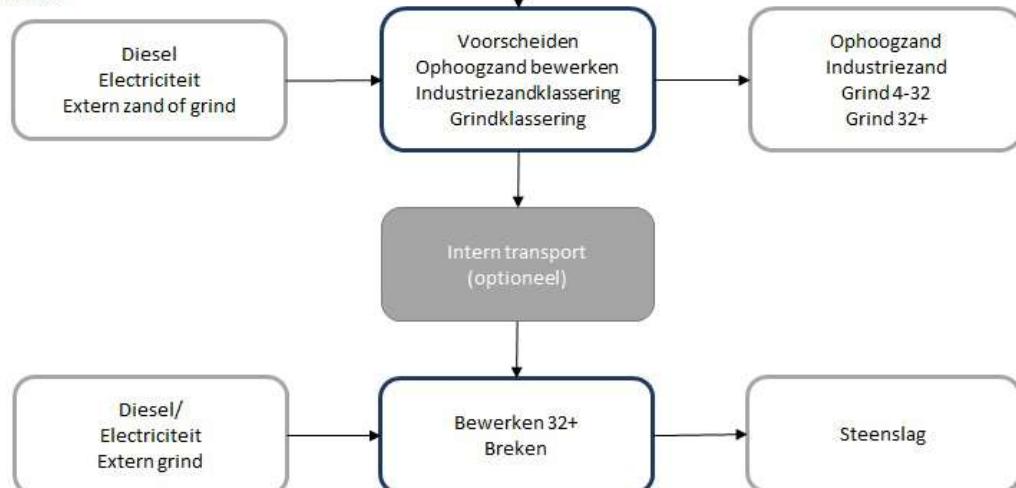 Diesel
Electriciteit
Extern zand of grind
Voorscheiden
Ophoogzand bewerken
Industriezandklassering
Grindklassering
Ophoogzand
Industriezand
Grind 4-32
Grind 32+
Intern transport
(optioneel)
Diesel/
Electriciteit
Extern grind
Bewerken 32+
Breken
Steenslag